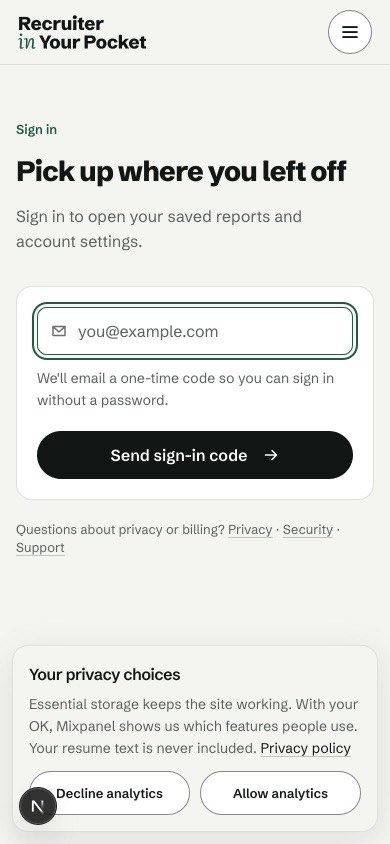 Recruiter
in Your Pocket
Sign in
Pick up where you left off
Sign in to open your saved reports and
account settings.
you@example.com
We'll email a one-time code so you can sign in
without a password.
Send sign-in code →
Questions about privacy or billing? Privacy · Security ·
Support
Your privacy choices
Essential storage keeps the site working. With your
OK, Mixpanel shows us which features people use.
Your resume text is never included. Privacy policy
Decline analytics
Allow analytics
N